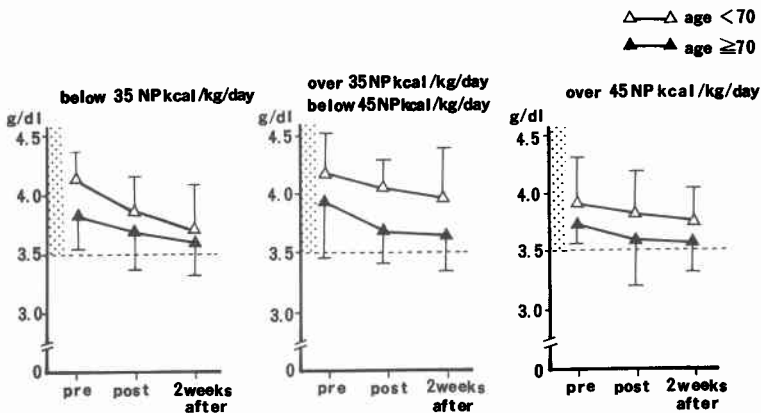 age <70
age ≧70
below 35 NPkcal/kg/day
g/dl
4.5
4.0
3.5
3.0
0
pre
post
2weeks
after
over 35NPkcal/kg/day
below 45NPkcal/kg/day
g/dl
4.5
4.0
3.5
3.0
0
pre
post
2weeks
after
over 45NPkcal/kg/day
g/dl
4.5
4.0
3.5
3.0
0
pre
post
2weeks
after